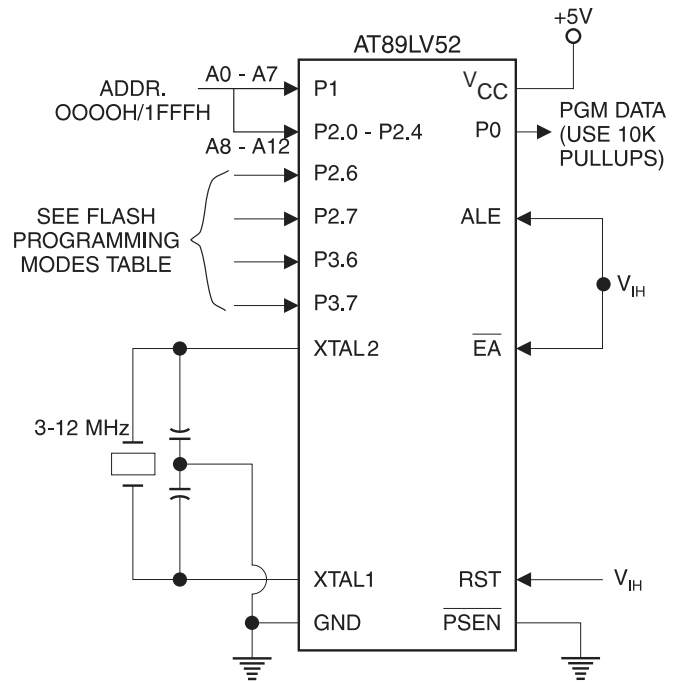 +5V
AT89LV52
A0 - A7
ADDR.
OOOOH/1FFFH
P1
VCC
PGM DATA
(USE 10K
PULLUPS)
P2.0 - P2.4
P0
A8 - A12
P2.6
SEE FLASH
PROGRAMMING
MODES TABLE
P2.7
ALE
P3.6
VIH
P3.7
XTAL2
EA
3-12 MHz
XTAL1
RST
VIH
GND
PSEN